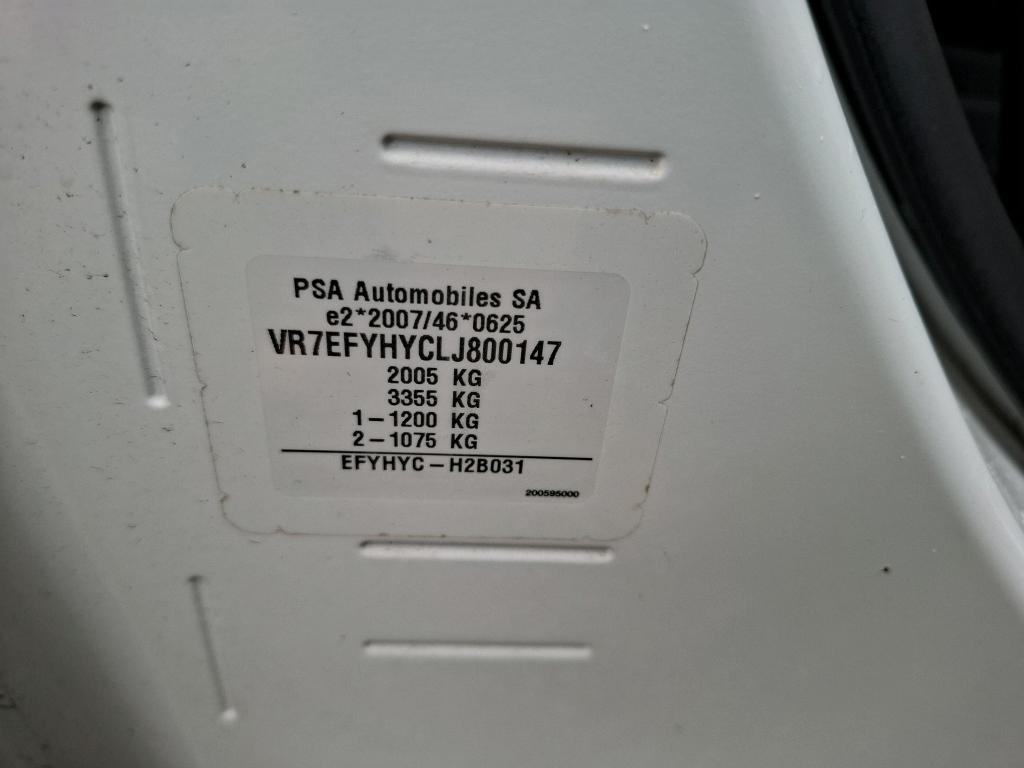 PSA Automobiles SA
e2*2007/46*0625
VR7EFYHYCLJ800147
2005 KG
3355 KG
1-1200 KG
2-1075 KG
EFYHYC-H2B031
200595000